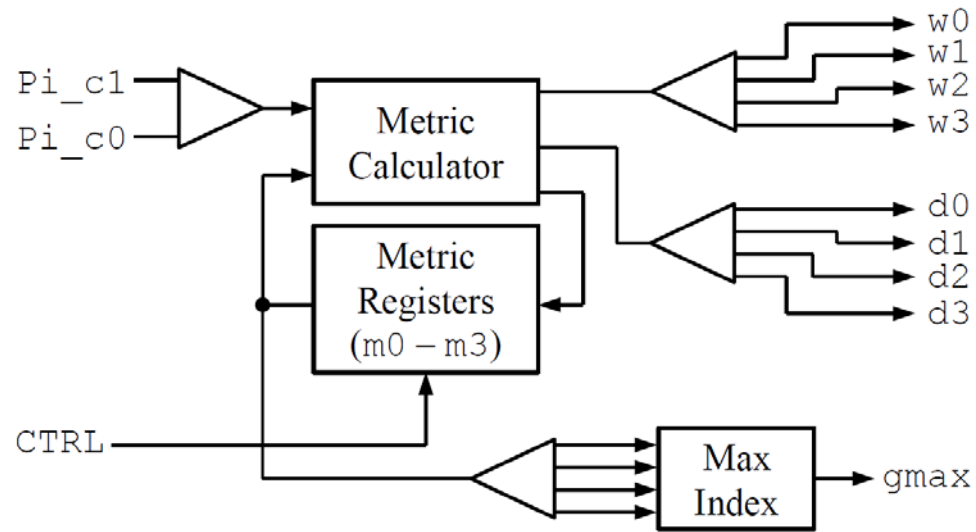 Pi_c1
Pi_c0
Metric
Calculator
Metric
Registers
(m0 – m3)
CTRL
w0
w1
w2
w3
d0
d1
d2
d3
Max
Index
gmax